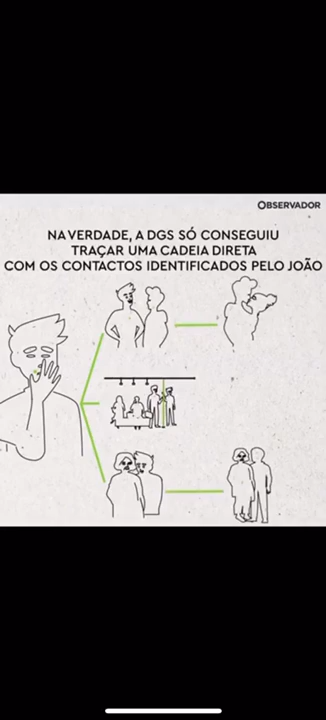 OBSERVADOR
NA VERDADE, A DGS SÓ CONSEGUIU
TRAÇAR UMA CADEIA DIRETA
COM OS CONTACTOS IDENTIFICADOS PELO JOÃO